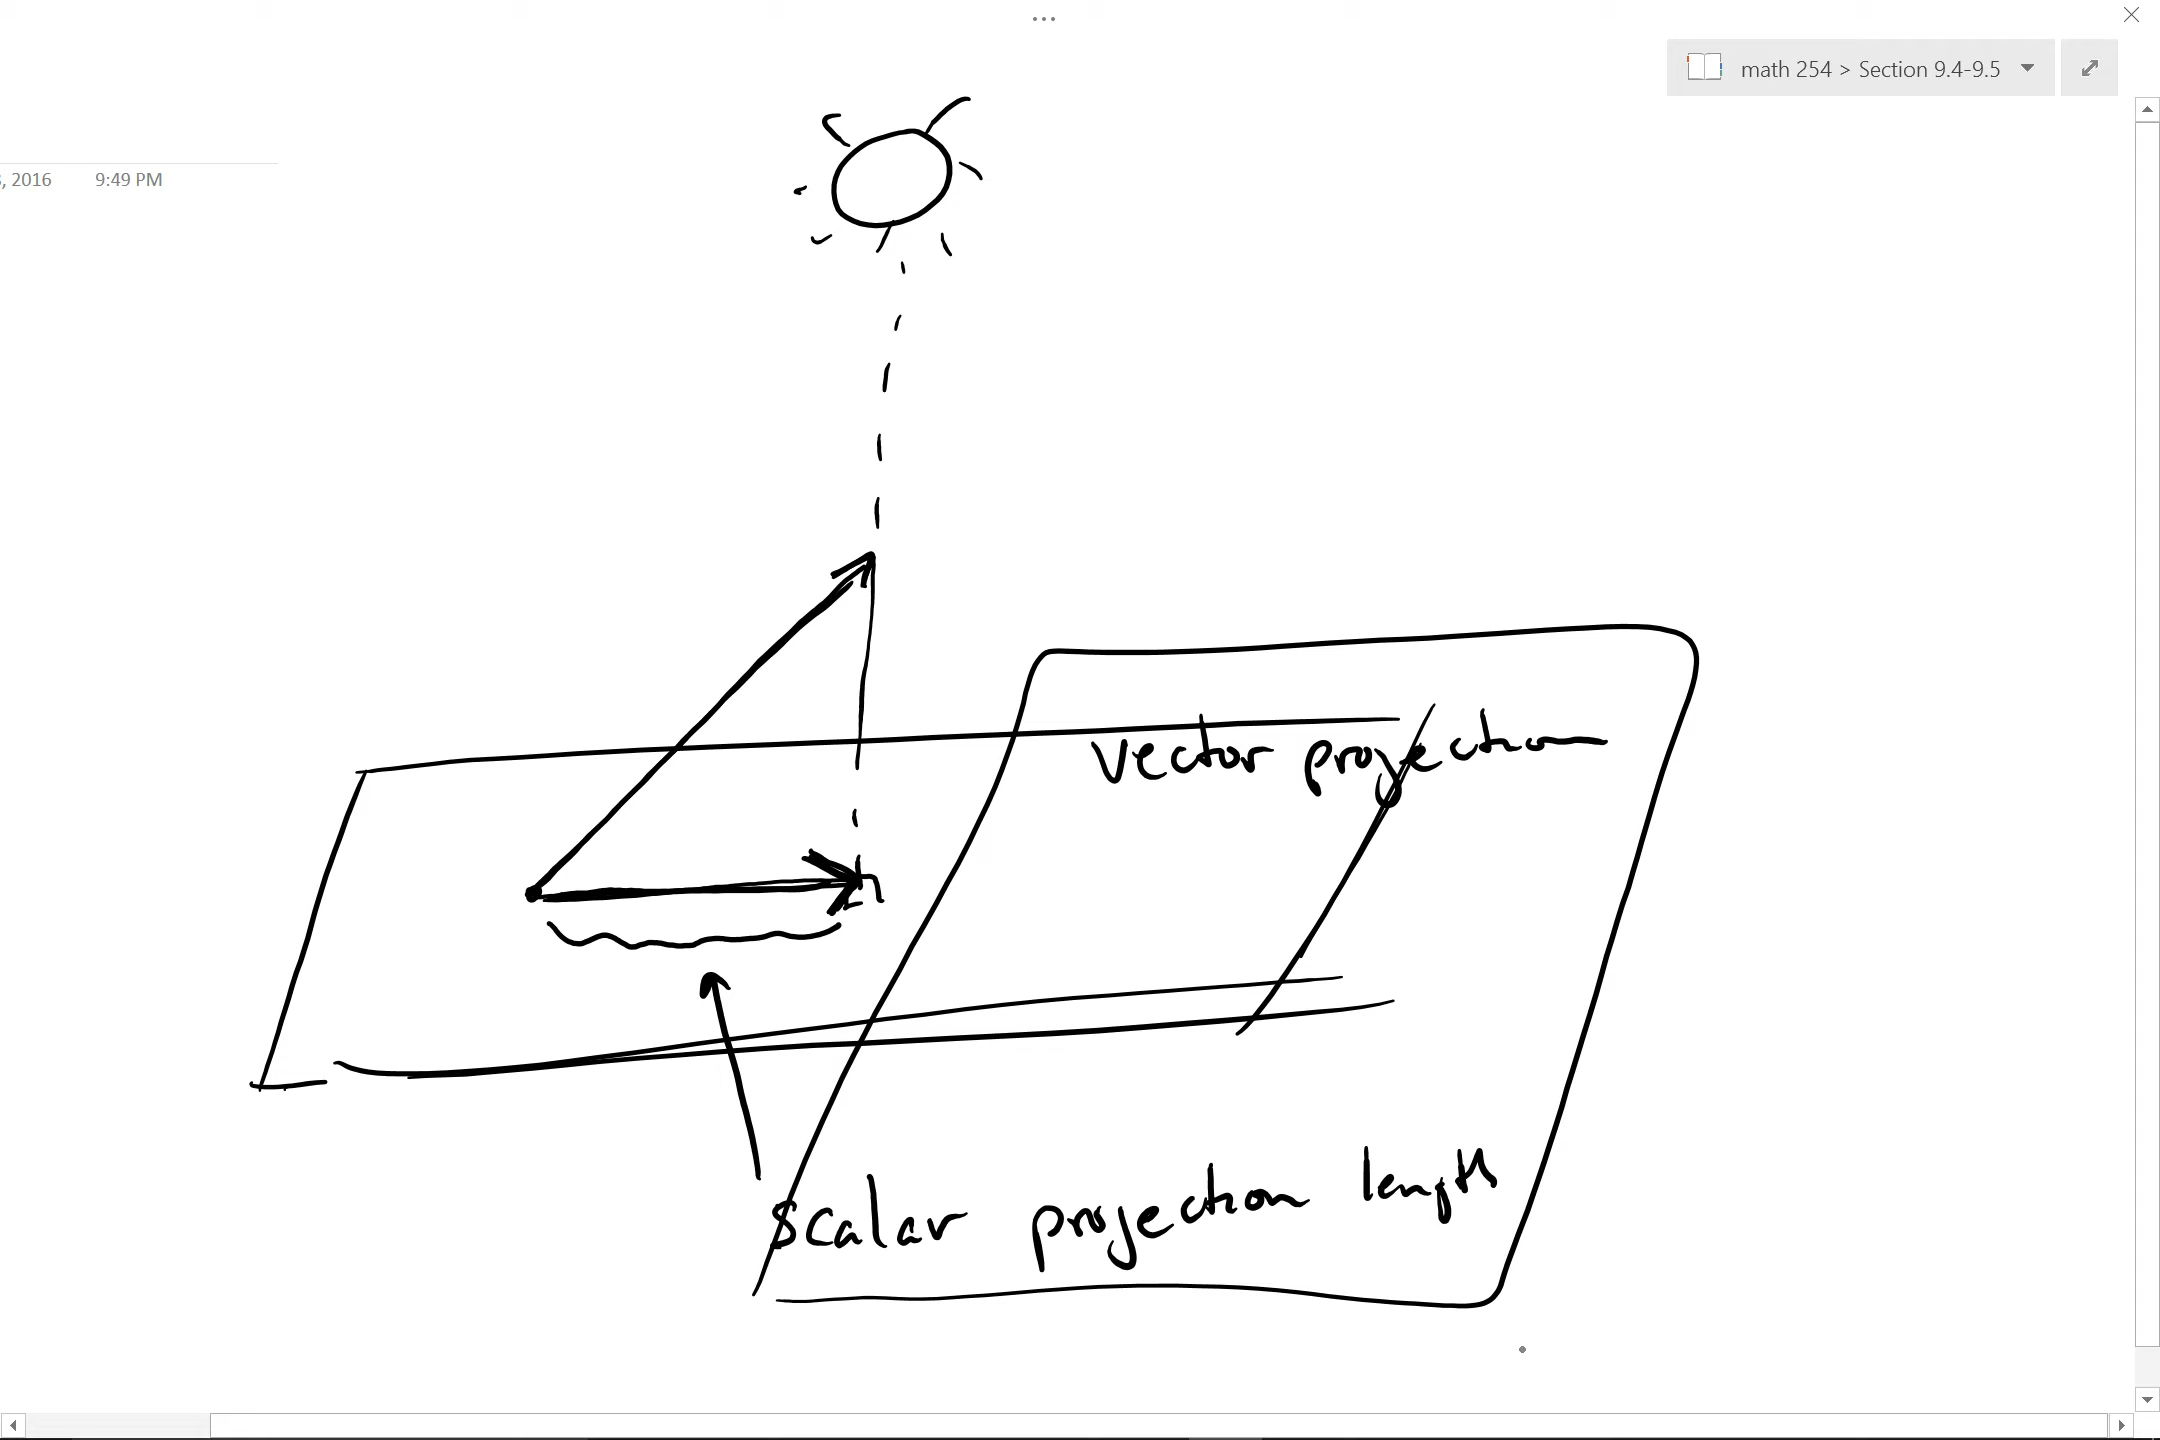 ...
math 254 > Section 9.4-9.5
, 2016 9:49 PM
vector projection
Scalar projection length